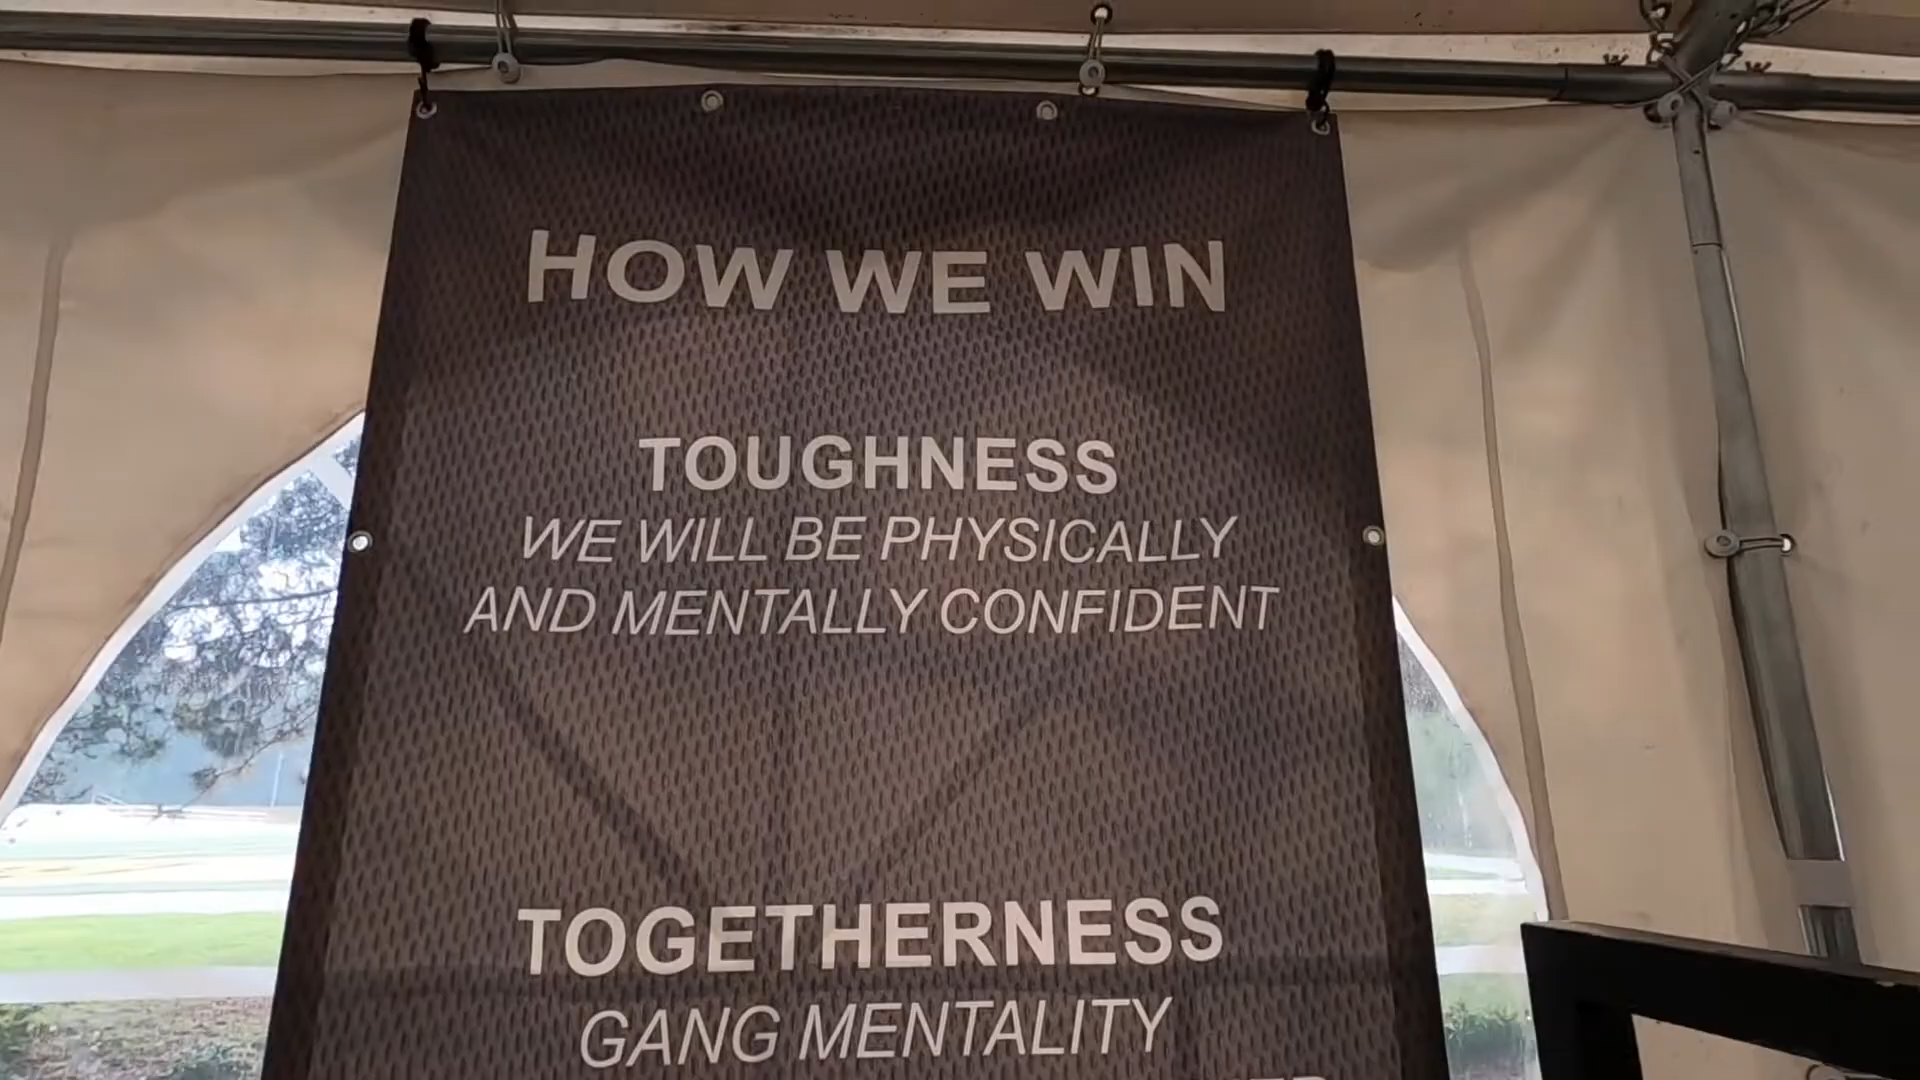 HOW WE WIN
TOUGHNESS
WE WILL BE PHYSICALLY
AND MENTALLY CONFIDENT
TOGETHERNESS
GANG MENTALITY